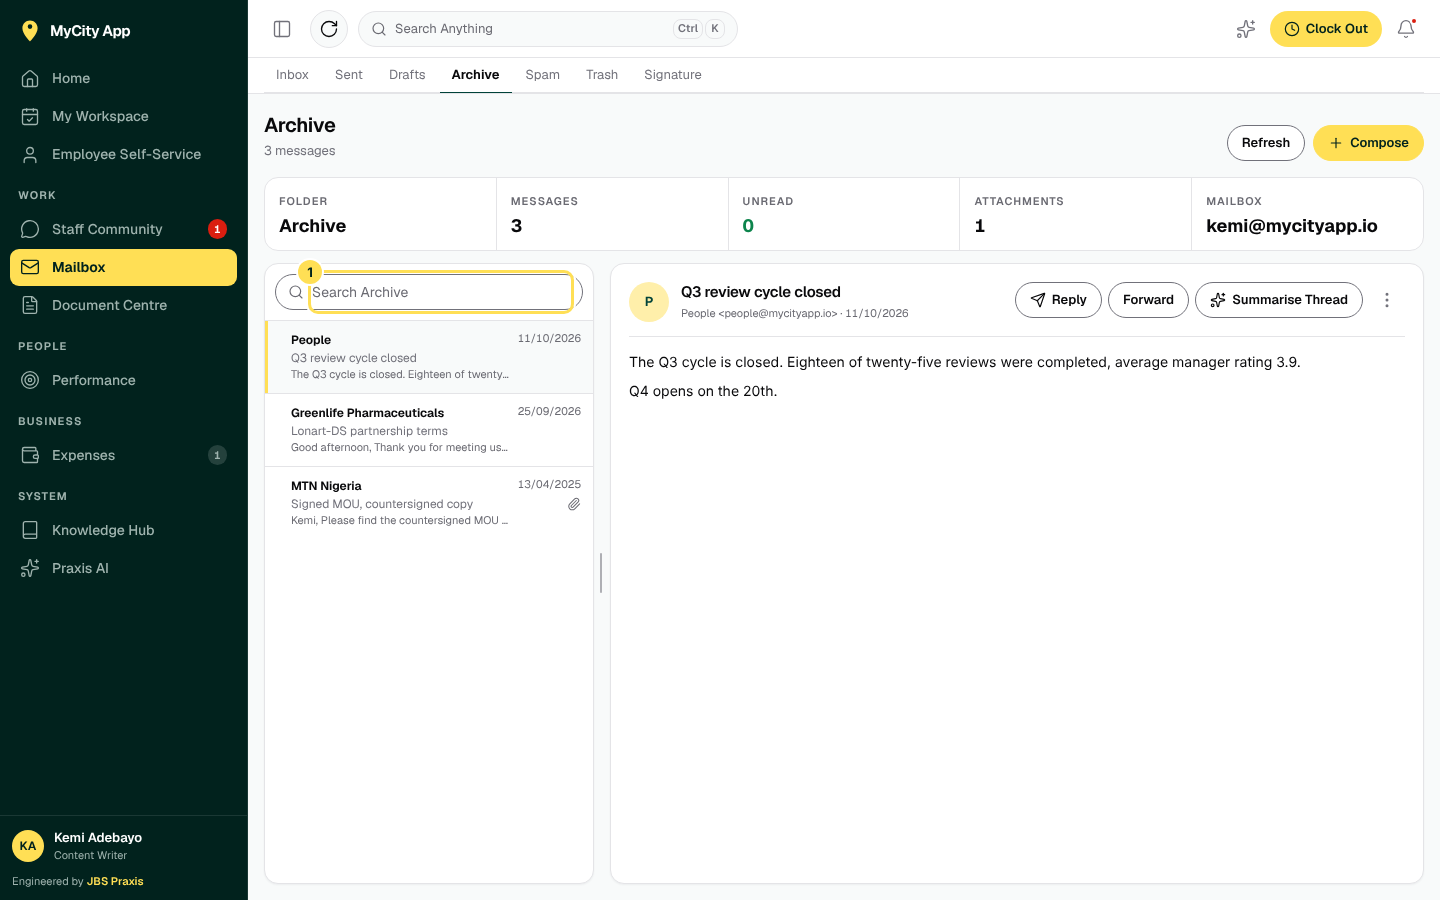 MyCity App
Home
My Workspace
Employee Self-Service
WORK
Staff Community 1
Mailbox
Document Centre
PEOPLE
Performance
BUSINESS
Expenses 1
SYSTEM
Knowledge Hub
Praxis AI
KA
Kemi Adebayo
Content Writer
Engineered by JBS Praxis
Search Anything Ctrl K
Clock Out
Inbox Sent Drafts Archive Spam Trash Signature
Archive
3 messages
Refresh
Compose
FOLDER
Archive
MESSAGES
3
UNREAD
0
ATTACHMENTS
1
MAILBOX
kemi@mycityapp.io
1
Search Archive
People 11/10/2026
Q3 review cycle closed
The Q3 cycle is closed. Eighteen of twenty...
Greenlife Pharmaceuticals 25/09/2026
Lonart-DS partnership terms
Good afternoon, Thank you for meeting us...
MTN Nigeria 13/04/2025
Signed MOU, countersigned copy
Kemi, Please find the countersigned MOU ...
P
Q3 review cycle closed
People <people@mycityapp.io> · 11/10/2026
Reply
Forward
Summarise Thread
The Q3 cycle is closed. Eighteen of twenty-five reviews were completed, average manager rating 3.9.
Q4 opens on the 20th.